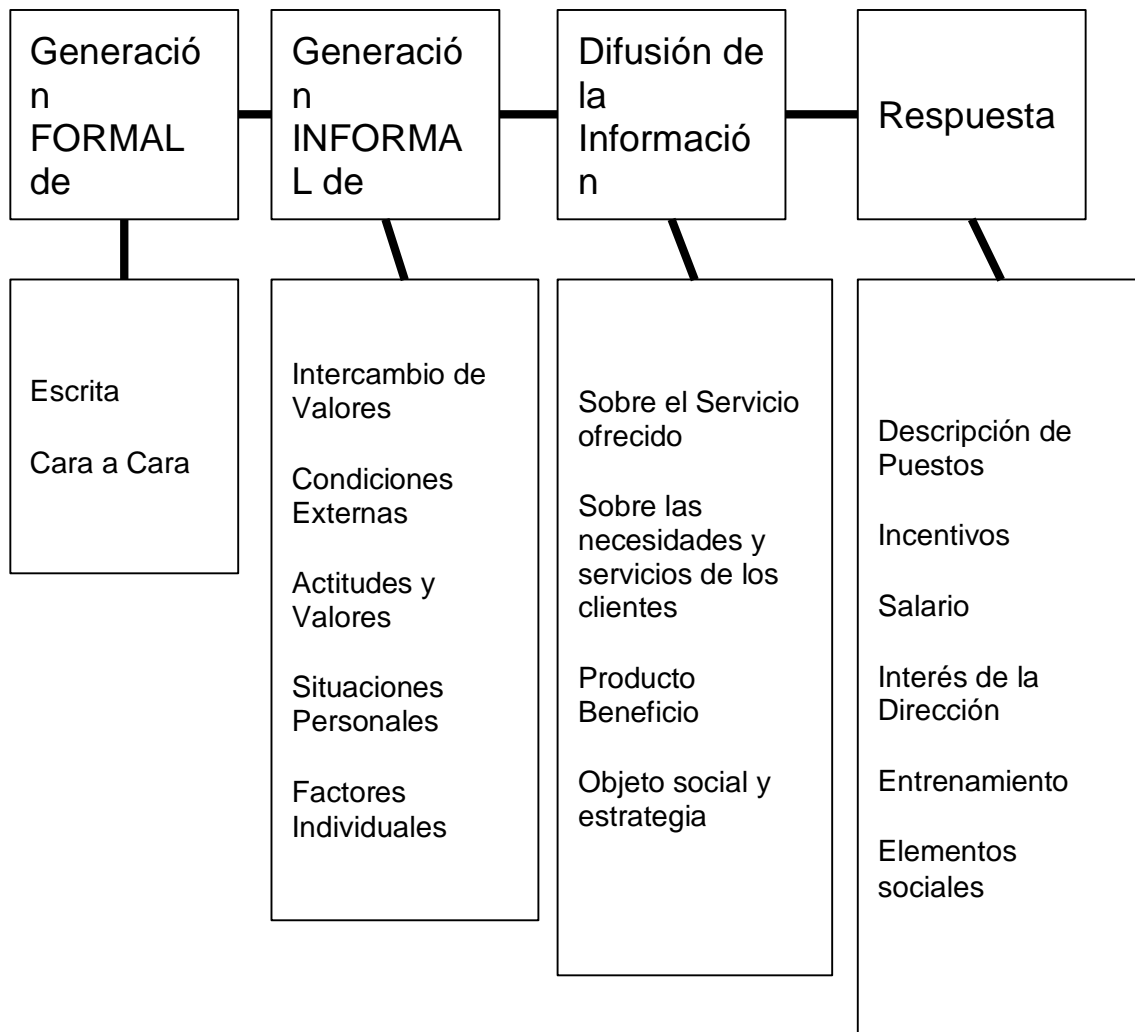 Generació
n
FORMAL
de
Generació
n
INFORMA
L de
Difusión de
la
Informació
n
Respuesta
Escrita
Cara a Cara
Intercambio de
Valores
Condiciones
Externas
Actitudes y
Valores
Situaciones
Personales
Factores
Individuales
Sobre el Servicio
ofrecido
Sobre las
necesidades y
servicios de los
clientes
Producto
Beneficio
Objeto social y
estrategia
Descripción de
Puestos
Incentivos
Salario
Interés de la
Dirección
Entrenamiento
Elementos
sociales